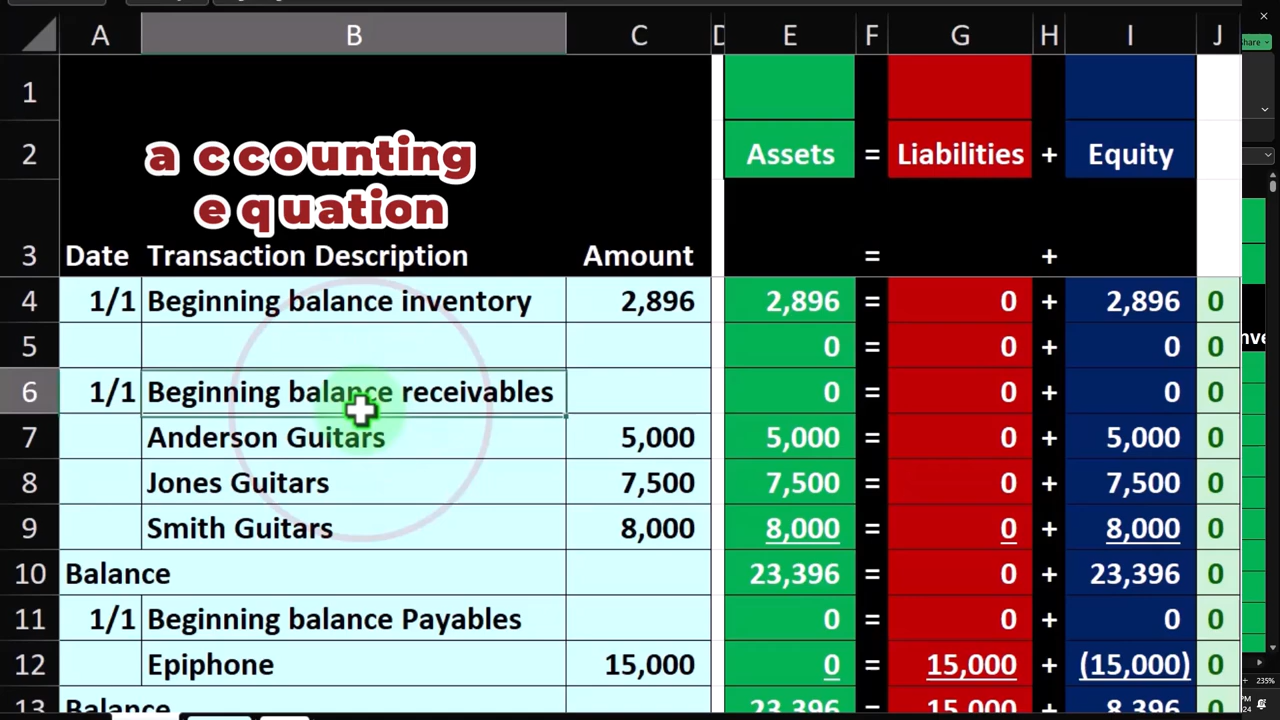 A B C D E F G H I J
1
2 a c counting Assets = Liabilities + Equity
e q uation
3 Date Transaction Description Amount = +
4 1/1 Beginning balance inventory 2,896 2,896 = 0 + 2,896 0
5 0 = 0 + 0 0
6 1/1 Beginning balance receivables 0 = 0 + 0 0
7 Anderson Guitars 5,000 5,000 = 0 + 5,000 0
8 Jones Guitars 7,500 7,500 = 0 + 7,500 0
9 Smith Guitars 8,000 8,000 = 0 + 8,000 0
10 Balance 23,396 = 0 + 23,396 0
11 1/1 Beginning balance Payables 0 = 0 + 0 0
12 Epiphone 15,000 0 = 15,000 + (15,000) 0
13 Balance 23,396 = 15,000 + 8,396 0
235%